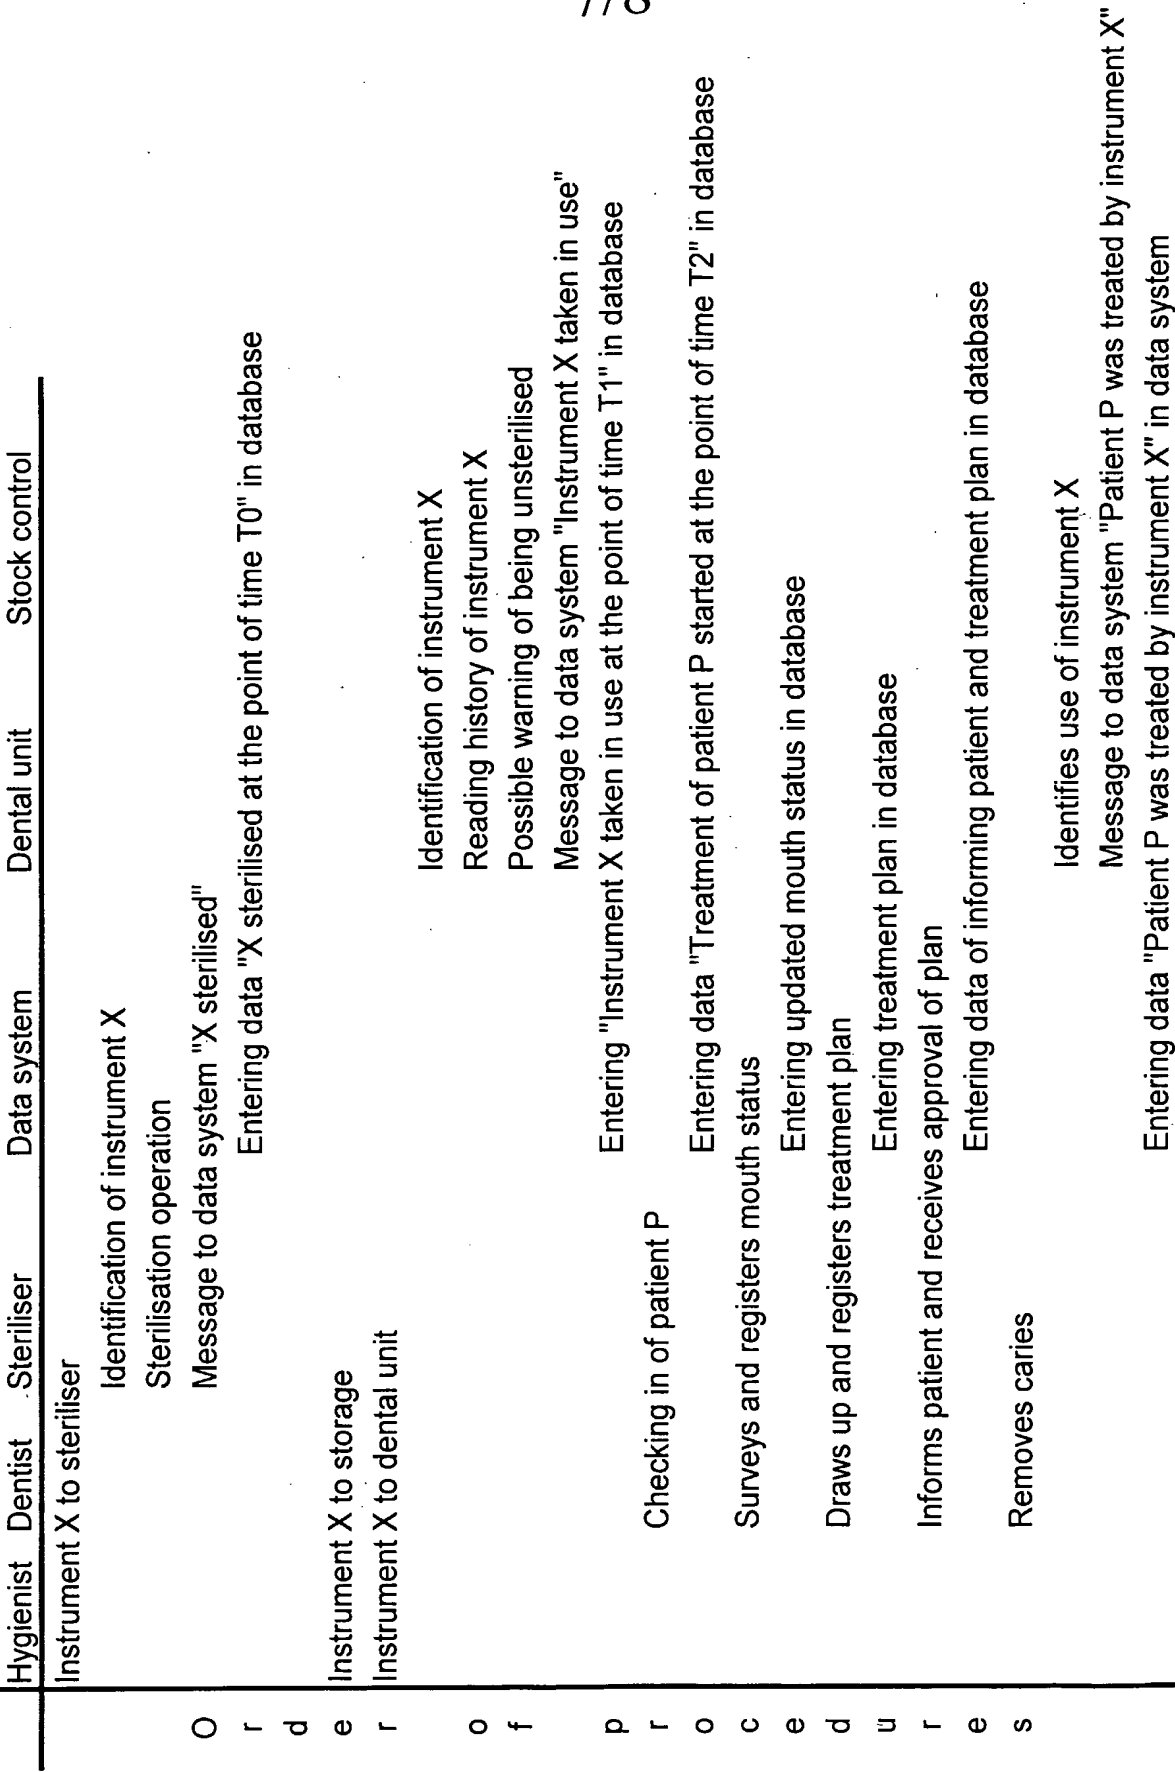 7/8
Hygienist Dentist Steriliser Data system Dental unit Stock control
Instrument X to steriliser
Identification of instrument X
Sterilisation operation
Message to data system "X sterilised"
Entering data "X sterilised at the point of time T0" in database
Instrument X to storage
Instrument X to dental unit
Identification of instrument X
Reading history of instrument X
Possible warning of being unsterilised
Message to data system "Instrument X taken in use"
Entering "Instrument X taken in use at the point of time T1" in database
Checking in of patient P
Entering data "Treatment of patient P started at the point of time T2" in database
Surveys and registers mouth status
Entering updated mouth status in database
Draws up and registers treatment plan
Entering treatment plan in database
Informs patient and receives approval of plan
Entering data of informing patient and treatment plan in database
Removes caries
Identifies use of instrument X
Message to data system "Patient P was treated by instrument X"
Entering data "Patient P was treated by instrument X" in data system
Order of procedures